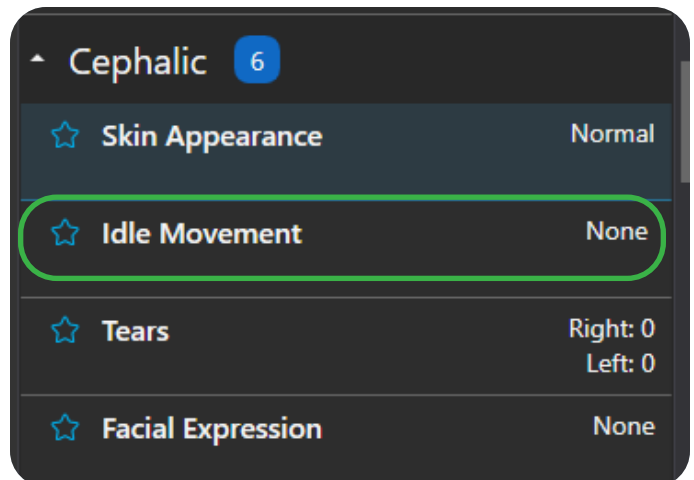 Cephalic 6
Skin Appearance Normal
Idle Movement None
Tears Right: 0
Left: 0
Facial Expression None